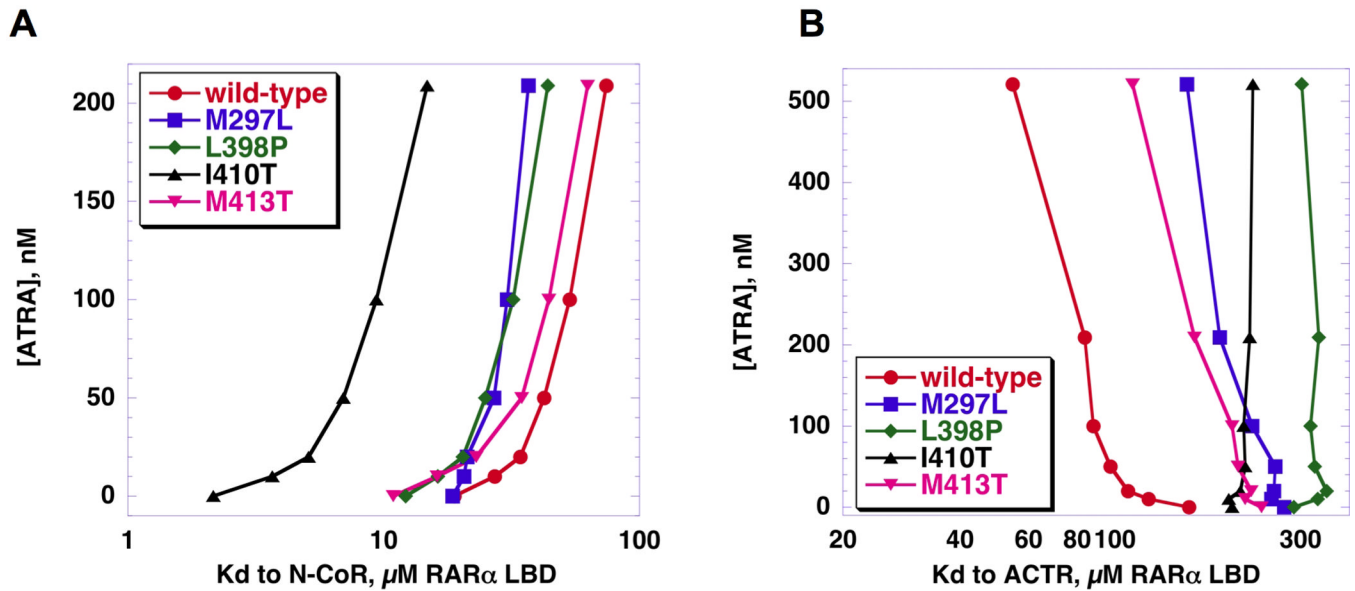 A
B
wild-type
M297L
L398P
I410T
M413T
200
150
100
50
0
[ATRA], nM
1
10
100
Kd to N-CoR, µM RARα LBD
500
400
300
200
100
0
[ATRA], nM
wild-type
M297L
L398P
I410T
M413T
20
40
60
80
100
300
Kd to ACTR, µM RARα LBD